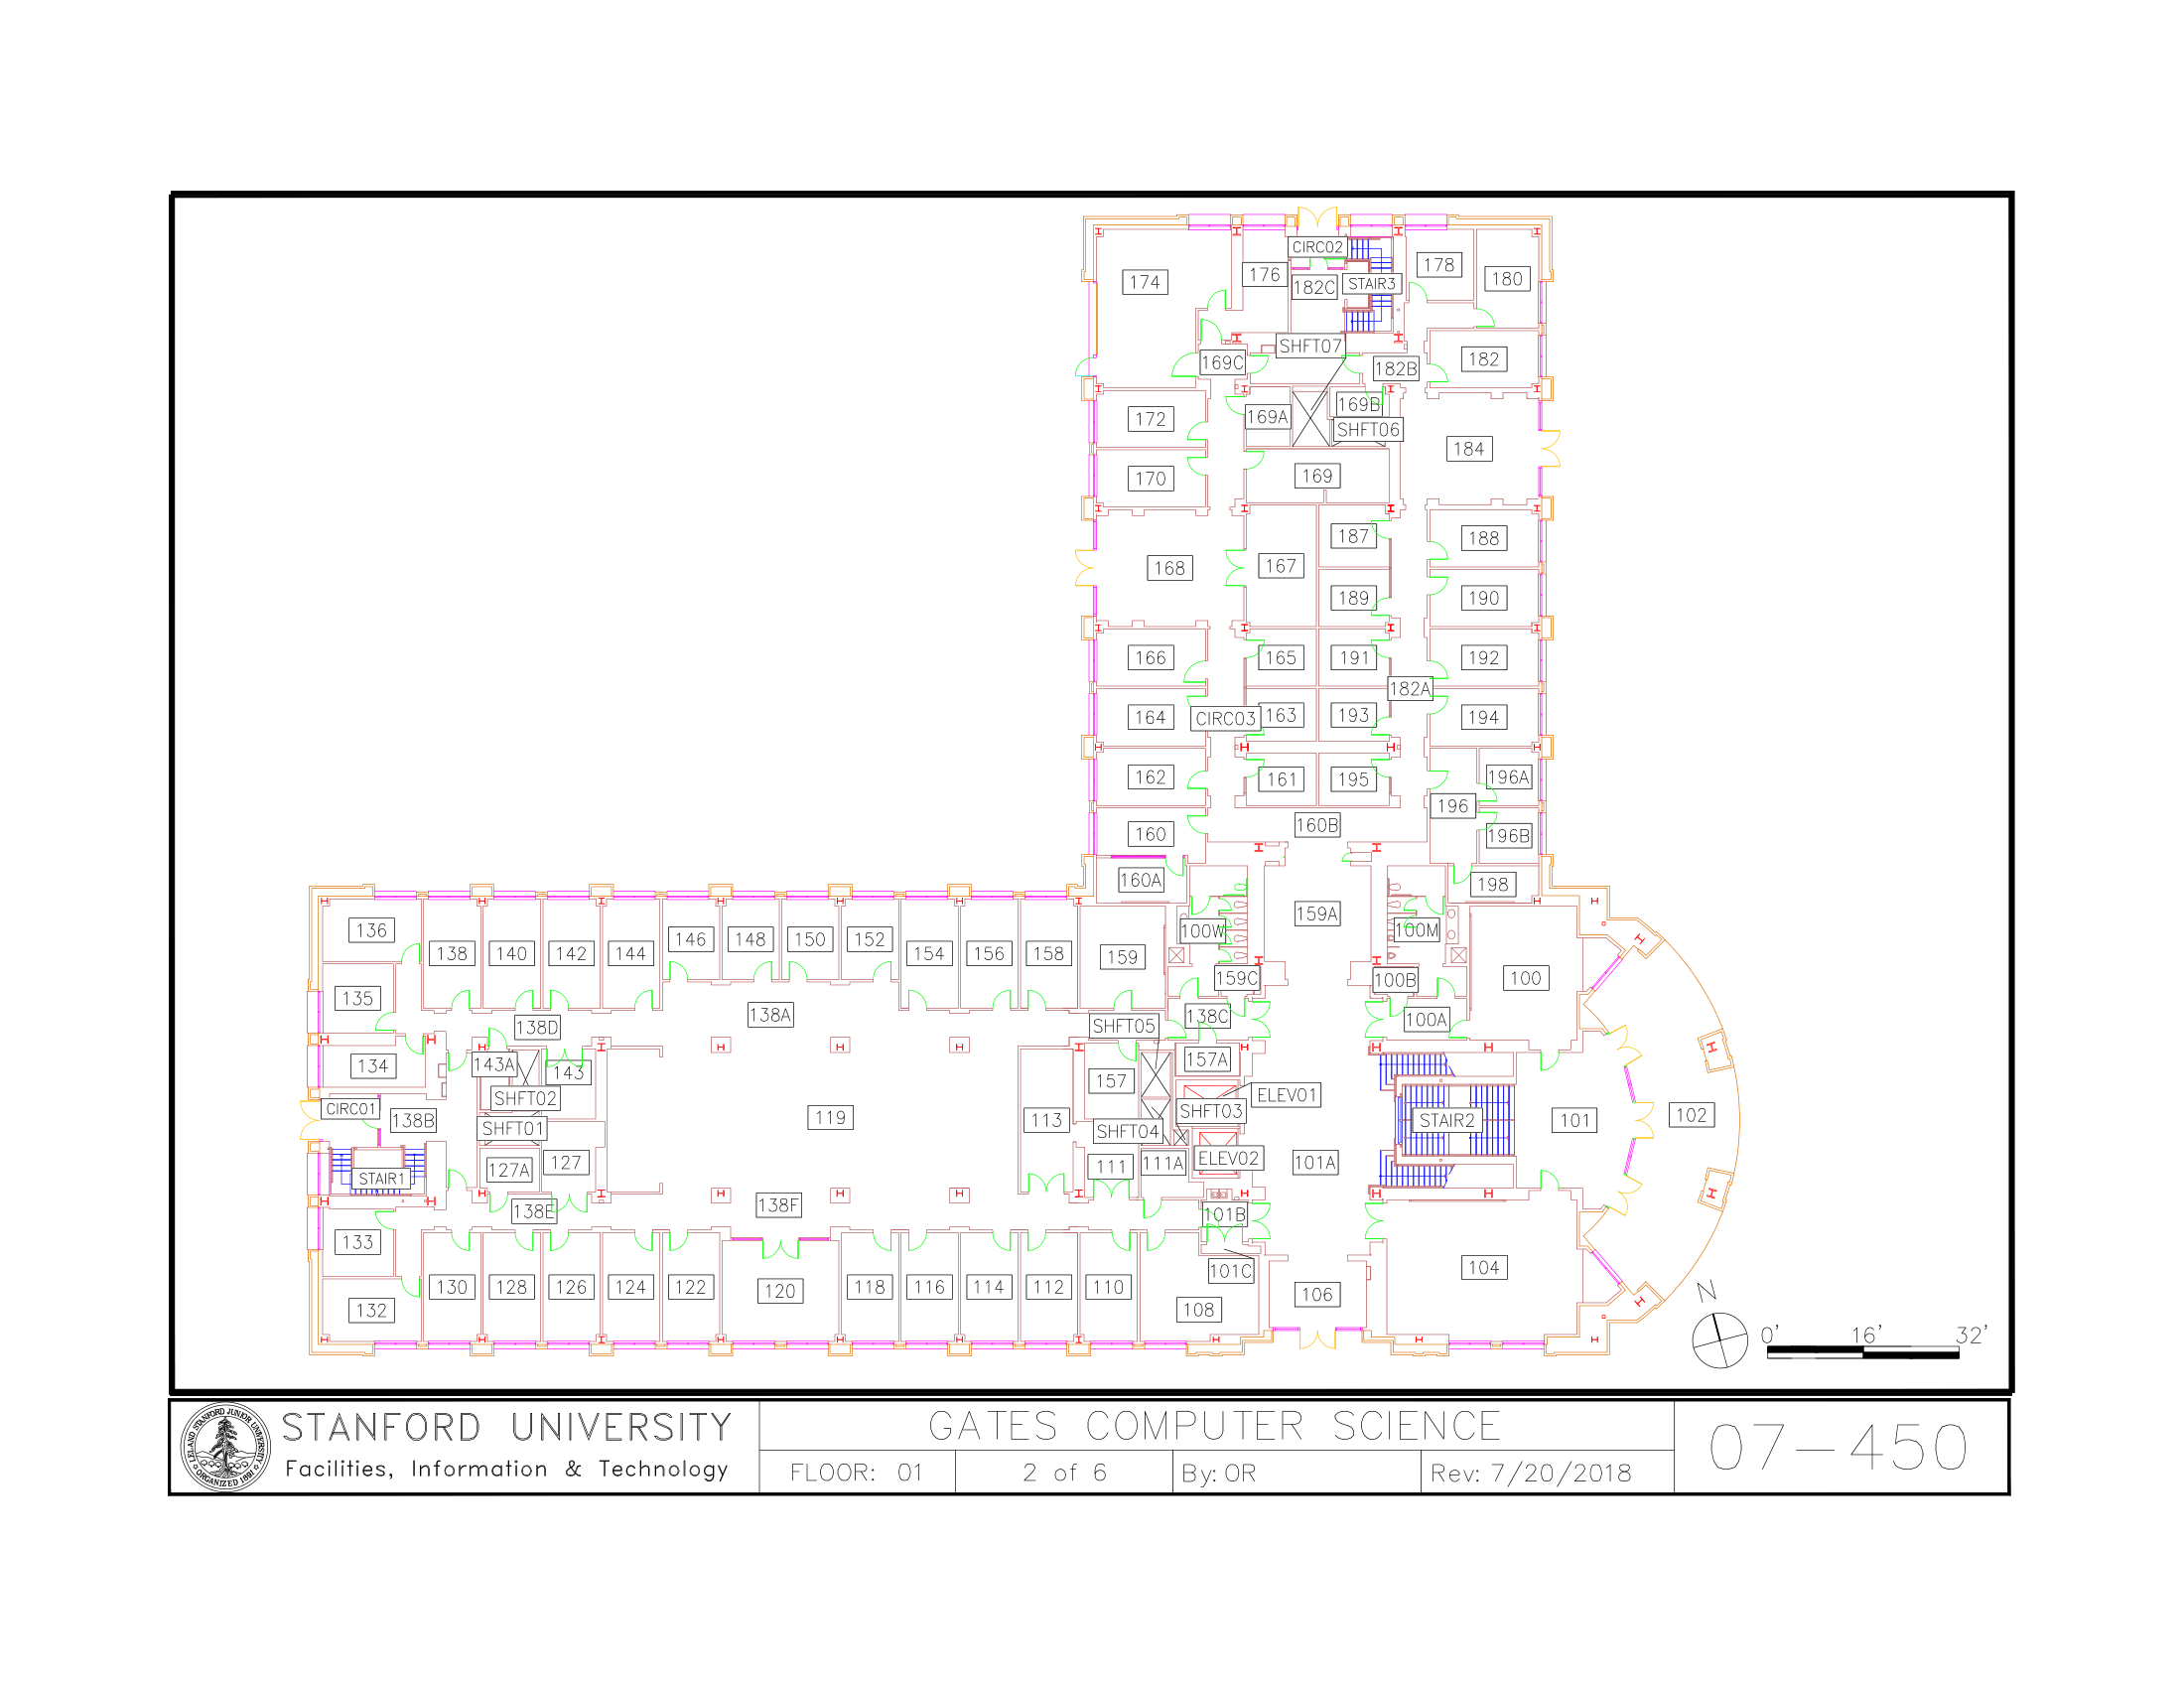 CIRC02
178
174
176
180
182C
STAIR3
SHFT07
169C
182
182B
169B
172
169A
SHFT06
184
170
169
187
188
168
167
189
190
166
165
191
192
182A
164
CIRC03
163
193
194
162
161
195
196A
196
160B
160
196B
160A
198
159A
136
100W
100M
138
140
142
144
146
148
150
152
154
156
158
159
159C
100B
100
135
138A
138C
100A
138D
SHFT05
143A
143
157A
134
157
SHFT02
ELEV01
CIRC01
138B
119
113
SHFT03
STAIR2
101
102
SHFT01
SHFT04
127A
127
111
111A
ELEV02
101A
STAIR1
138F
138E
101B
133
101C
104
130
128
126
124
122
120
118
116
114
112
110
106
132
108
N
0' 16' 32'
LELAND STANFORD JUNIOR UNIVERSITY
ORGANIZED 1891
STANFORD UNIVERSITY
Facilities, Information & Technology
GATES COMPUTER SCIENCE
FLOOR: 01
2 of 6
By: OR
Rev: 7/20/2018
07-450